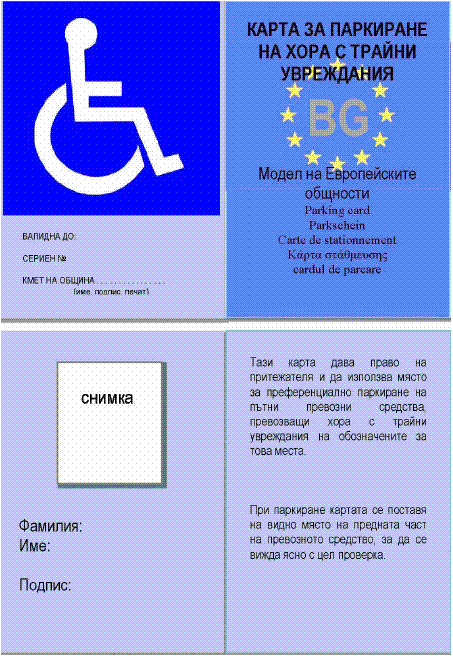 КАРТА ЗА ПАРКИРАНЕ
НА ХОРА С ТРАЙНИ
УВРЕЖДАНИЯ
BG
Модел на Европейските
общности
Parking card
Parkschein
Carte de stationnement
Κάρτα στάθμευσης
cardul de parcare
ВАЛИДНА ДО:
СЕРИЕН №
КМЕТ НА ОБЩИНА . . . . . . . . . . . . . . . .
(име, подпис, печат)
снимка
Фамилия:
Име:
Подпис:
Тази карта дава право на
притежателя и да използва място
за преференциално паркиране на
пътни превозни средства,
превозващи хора с трайни
увреждания на обозначените за
това места.
При паркиране картата се поставя
на видно място на предната част
на превозното средство, за да се
вижда ясно с цел проверка.